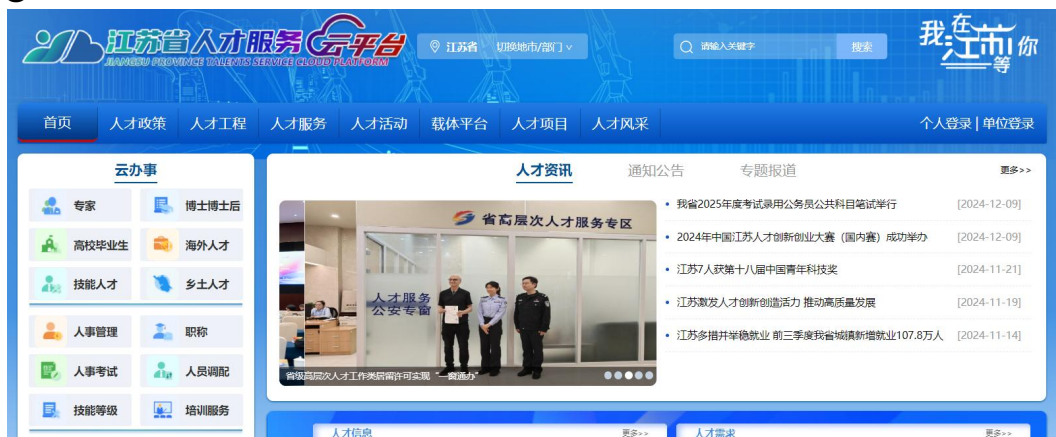 江苏省人才服务云平台
JIANGSU PROVINCE TALENTS SERVICE CLOUD PLATFORM
江苏省 切换地市/部门
请输入关键字 搜索
我在江苏等你
首页 人才政策 人才工程 人才服务 人才活动 载体平台 人才项目 人才风采 个人登录 | 单位登录
云办事
专家 博士博士后
高校毕业生 海外人才
技能人才 乡土人才
人事管理 职称
人事考试 人员调配
技能等级 培训服务
人才资讯 通知公告 专题报道 更多>>
省高层次人才服务专区
人才服务
公安专窗
省级高层次人才工作类居留许可实现“一窗通办”
我省2025年度考试录用公务员公共科目笔试举行 [2024-12-09]
2024年中国江苏人才创新创业大赛（国内赛）成功举办 [2024-12-09]
江苏7人获第十八届中国青年科技奖 [2024-11-21]
江苏激发人才创新创造活力 推动高质量发展 [2024-11-19]
江苏多措并举稳就业 前三季度我省城镇新增就业107.8万人 [2024-11-14]
人才信息 更多>>
人才需求 更多>>